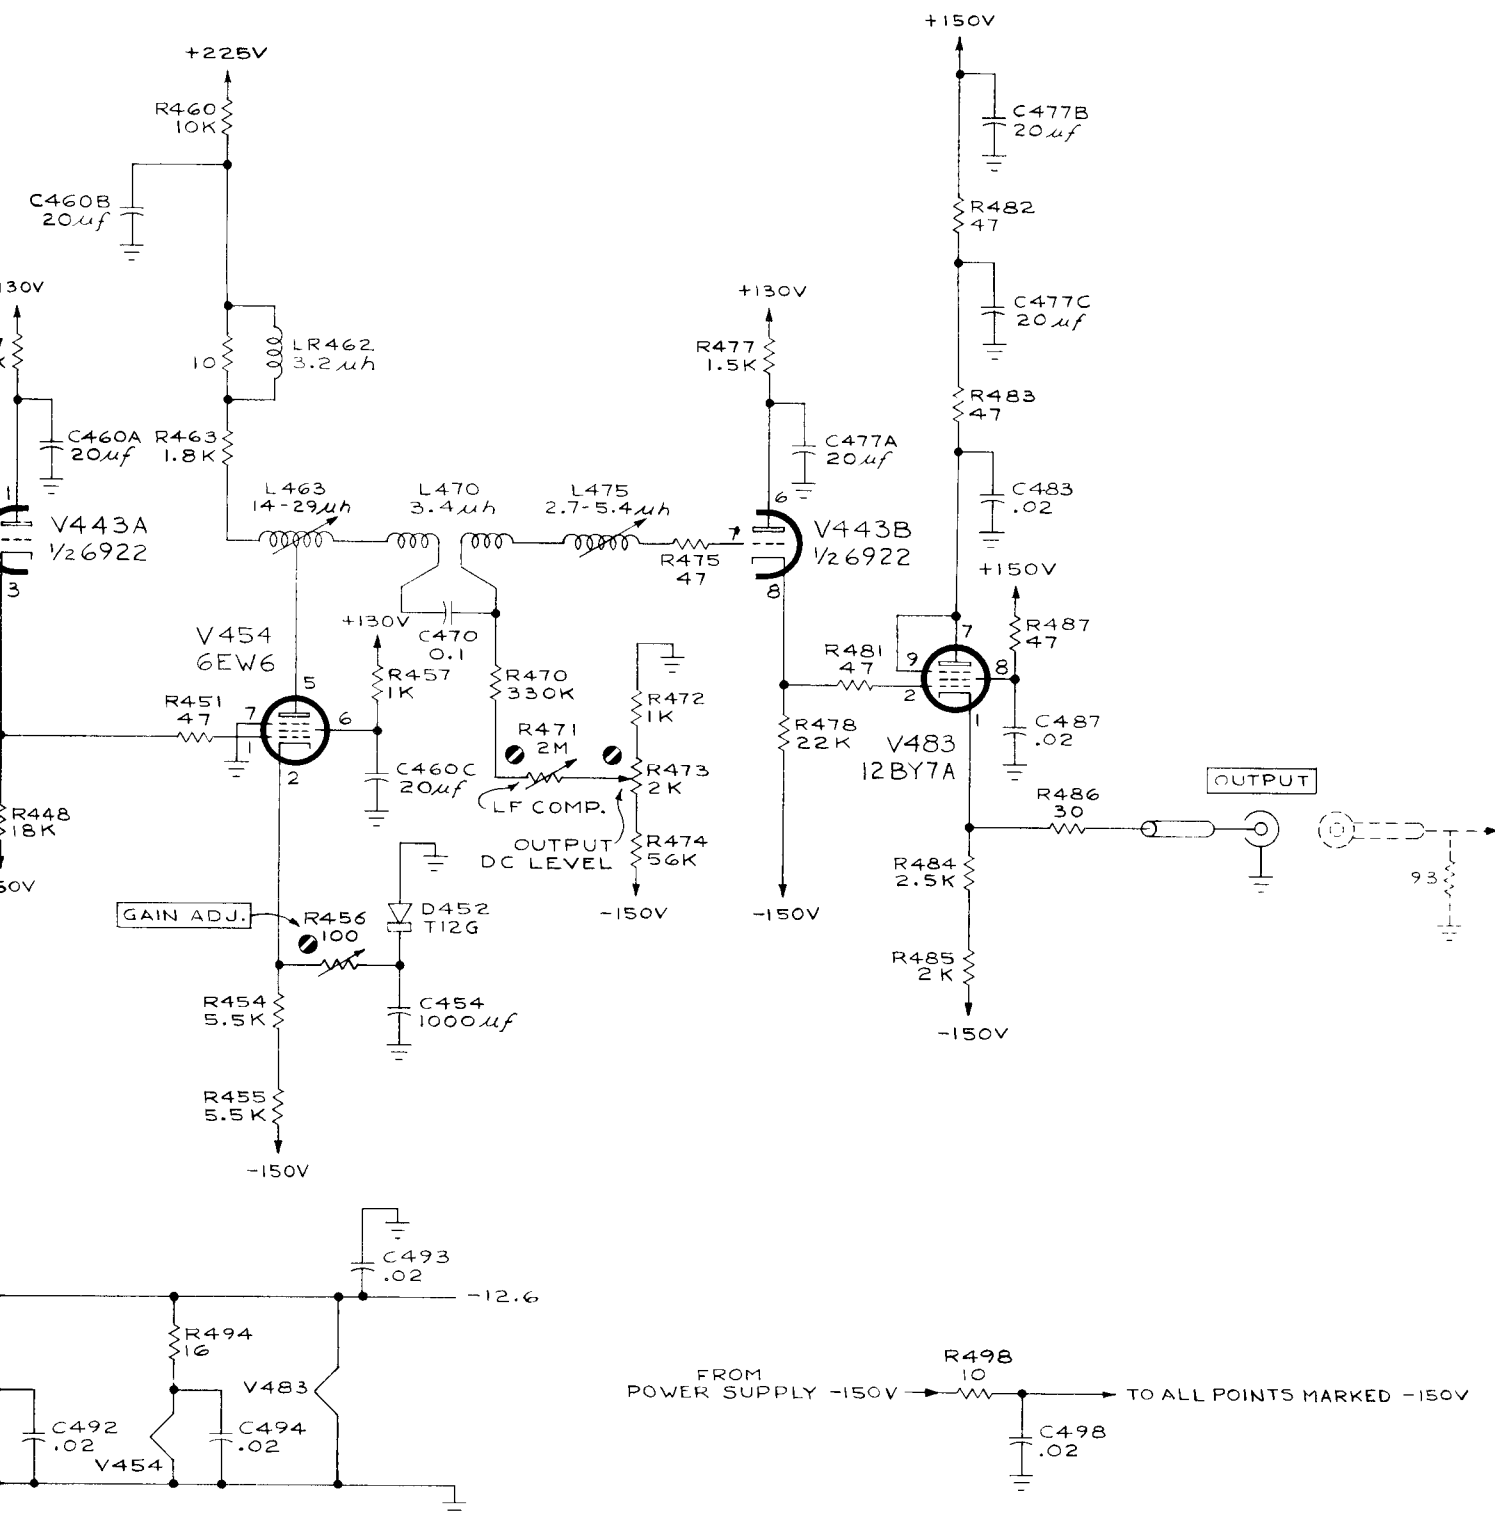 +150V
+225V
R460
10K
C477B
20µf
C460B
20µf
R482
47
130V
+130V
C477C
20µf
LR462
3.2µh
10
R477
1.5K
R483
47
C460A
20µf
R463
1.8K
C477A
20µf
L463
14-29µh
L470
3.4µh
L475
2.7-5.4µh
C483
.02
1
6
V443A
½6922
7
V443B
½6922
R475
47
+150V
3
8
V454
6EW6
+130V
C470
0.1
R487
47
7
R481
47
9
8
2
R457
1K
R470
330K
R472
1K
5
R451
47
7
6
1
2
R471
2M
R478
22K
1
C487
.02
V483
12BY7A
C460C
20µf
LF COMP.
R473
2K
OUTPUT
R486
30
R448
18K
OUTPUT
DC LEVEL
R474
56K
R484
2.5K
93
50V
GAIN ADJ.
R456
100
D452
T12G
-150V
-150V
R485
2K
R454
5.5K
C454
1000µf
-150V
R455
5.5K
-150V
C493
.02
-12.6
R494
16
V483
C492
.02
V454
C494
.02
FROM
POWER SUPPLY -150V
R498
10
TO ALL POINTS MARKED -150V
C498
.02